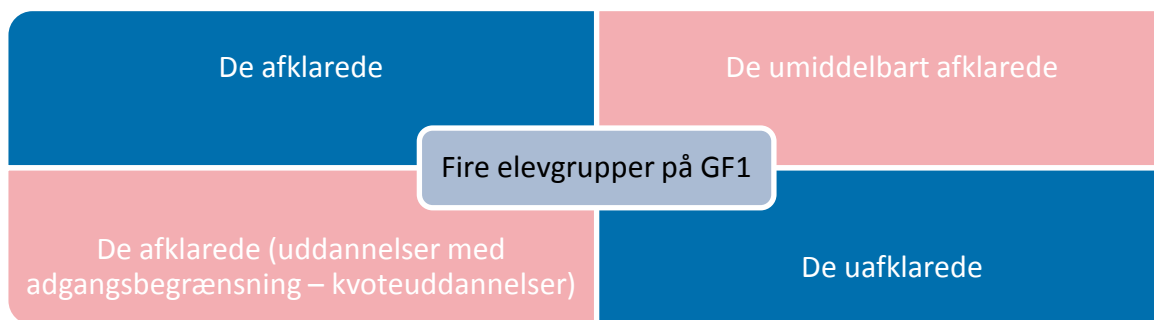 De afklarede
De umiddelbart afklarede
Fire elevgrupper på GF1
De afklarede (uddannelser med
adgangsbegrænsning – kvoteuddannelser)
De uafklarede